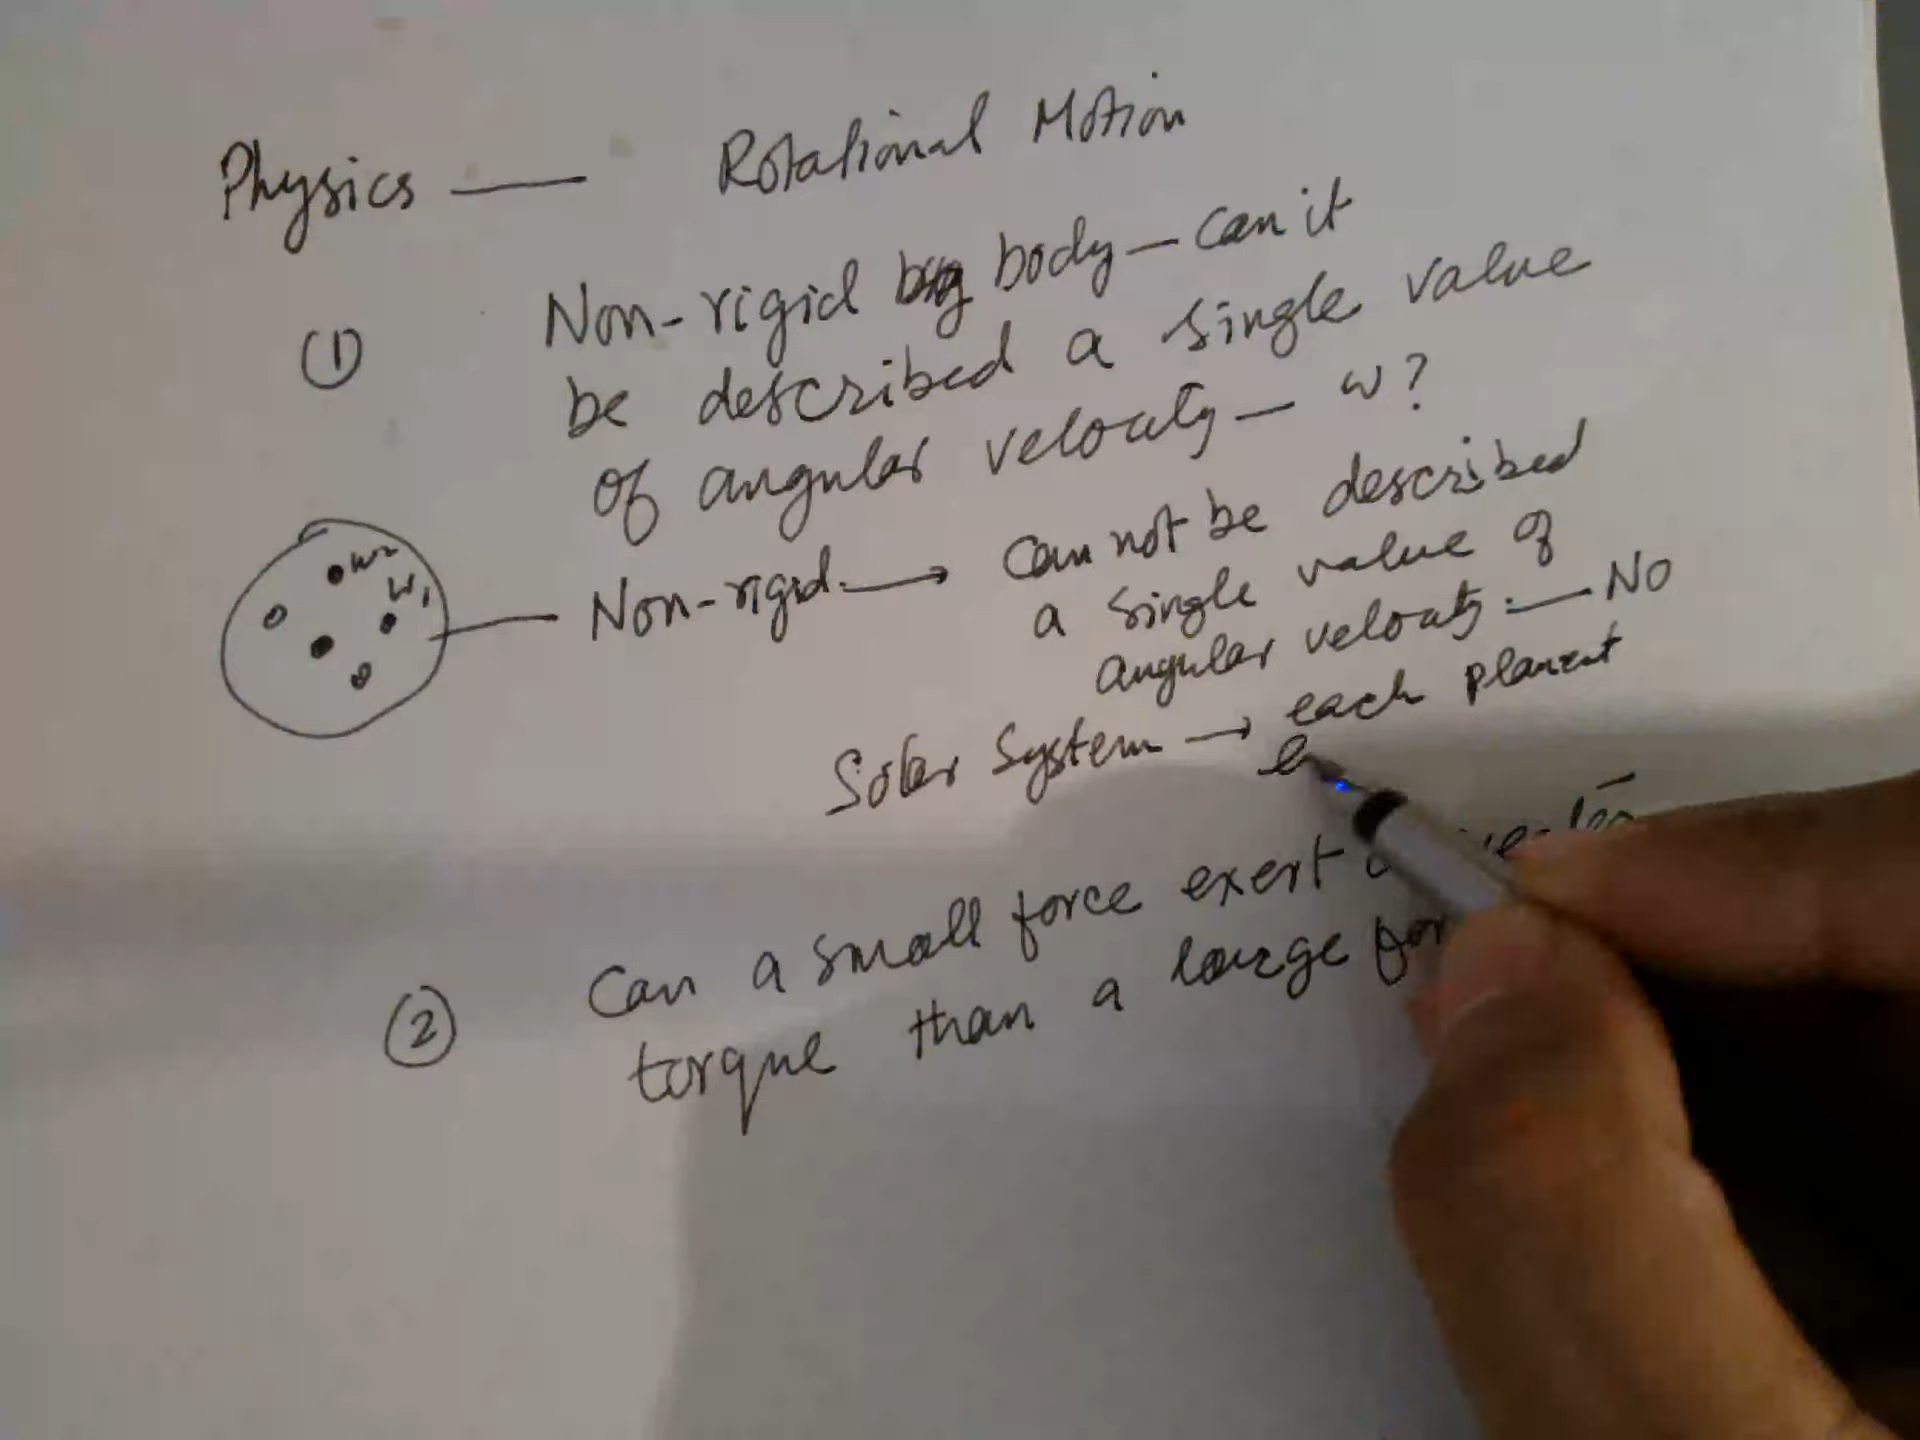 Physics — Rotational Motion
① Non-rigid body — can it
be described a single value
of angular velocity — ω?
ω2
ω1
Non-rigid. → Can not be described
a single value of
angular velocity. — NO
Solar System → each planent
② Can a small force exert a
torque than a large